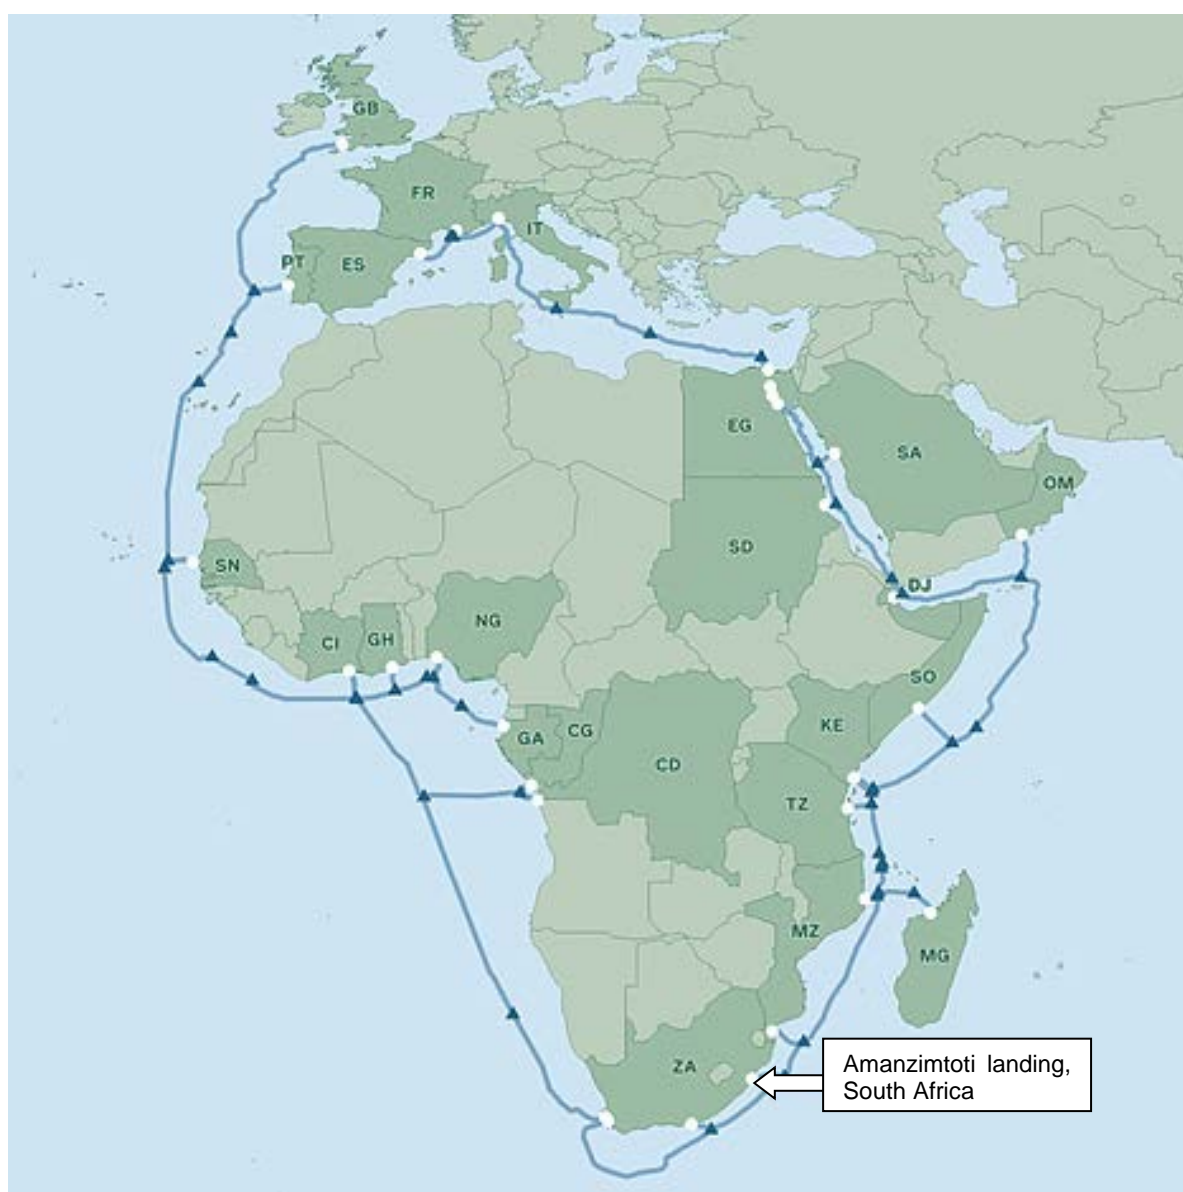 GB
FR
IT
PT
ES
EG
SA
OM
SN
SD
DJ
NG
CI
GH
SO
GA
CG
KE
CD
TZ
MZ
MG
ZA
Amanzimtoti landing,
South Africa